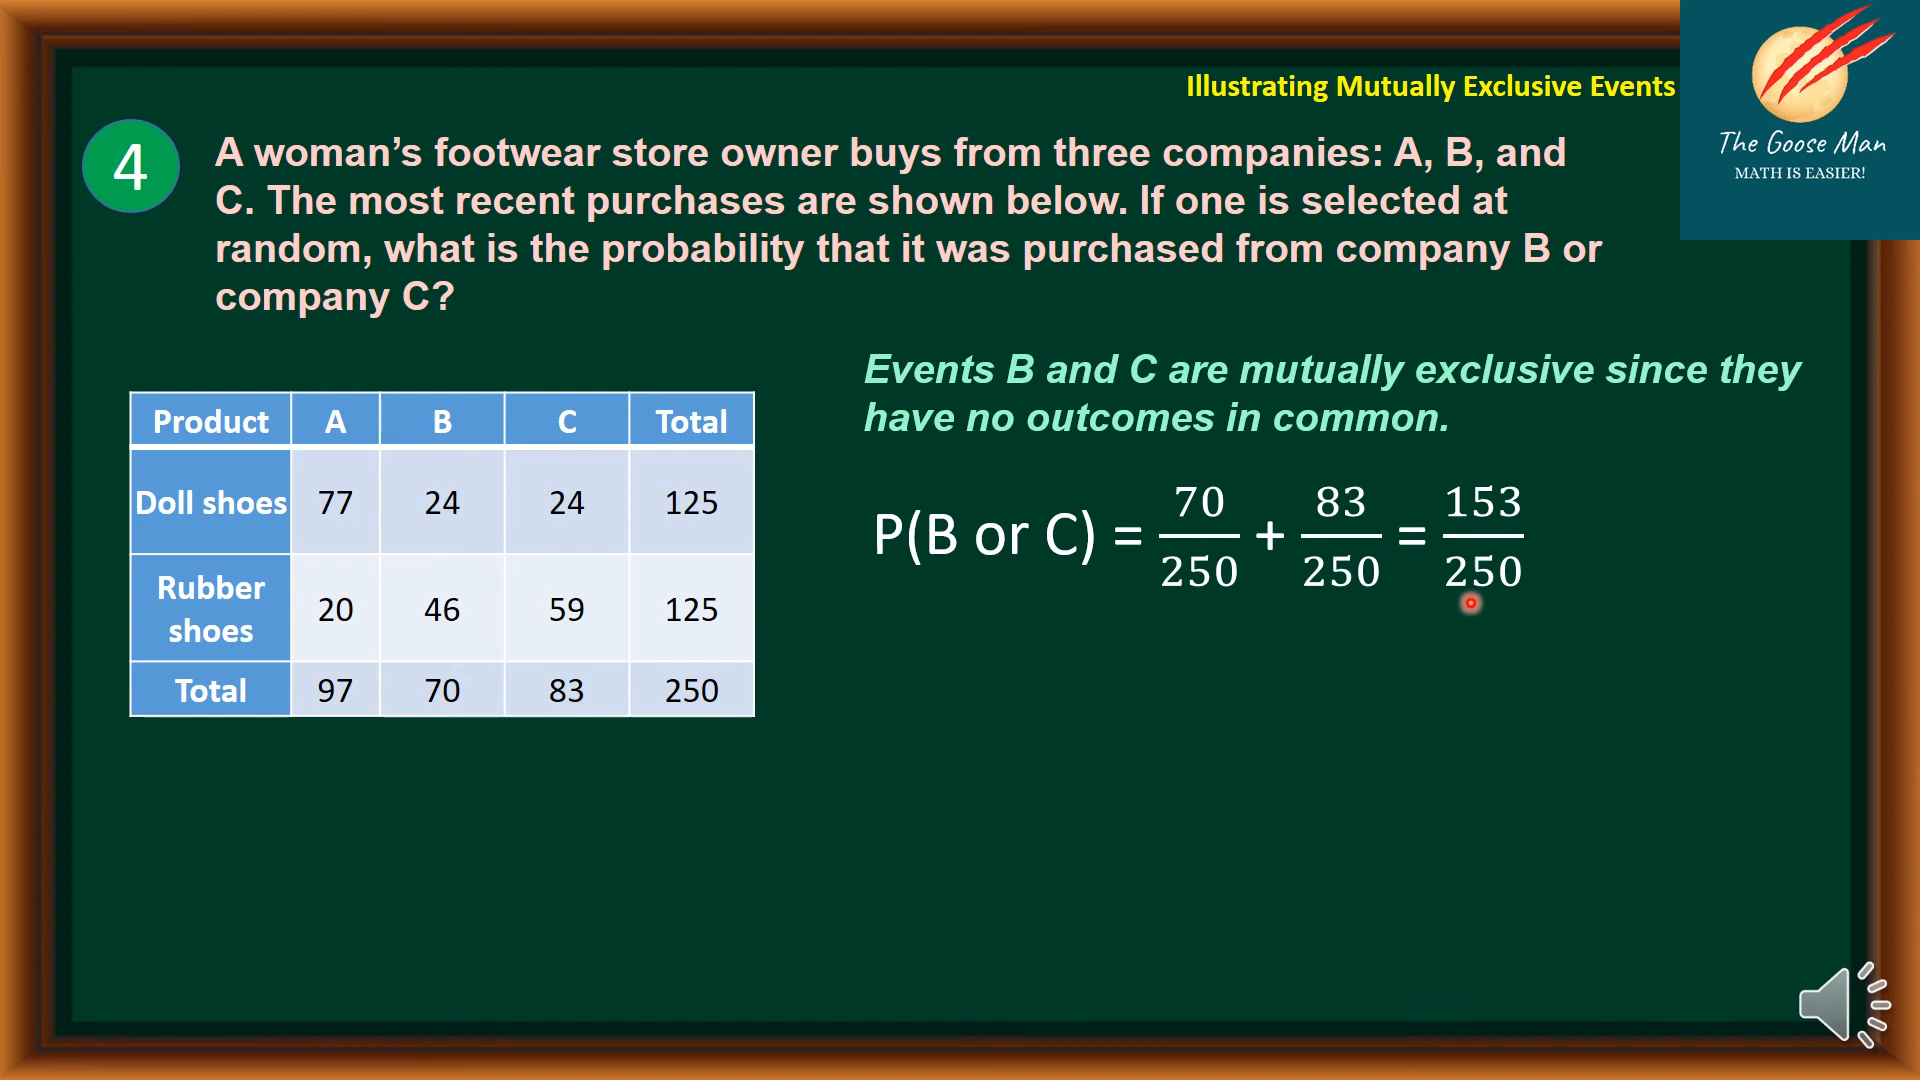 Illustrating Mutually Exclusive Events
The Goose Man
MATH IS EASIER!
4
A woman’s footwear store owner buys from three companies: A, B, and
C. The most recent purchases are shown below. If one is selected at
random, what is the probability that it was purchased from company B or
company C?
Events B and C are mutually exclusive since they
have no outcomes in common.
Product A B C Total
Doll shoes 77 24 24 125
Rubber
shoes 20 46 59 125
Total 97 70 83 250
P(B or C) = 70/250 + 83/250 = 153/250